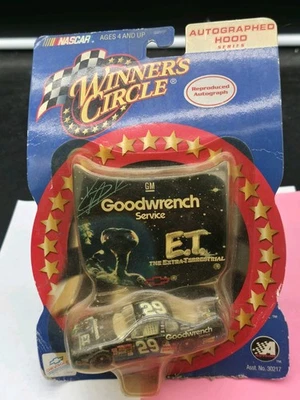 NASCAR
AGES 4 AND UP
AUTOGRAPHED
HOOD
SERIES
WINNER'S
CIRCLE®
Reproduced
Autograph
GM
Goodwrench
Service
E.T.
THE EXTRA-TERRESTRIAL
29
29
Goodwrench
Asst. No. 30217